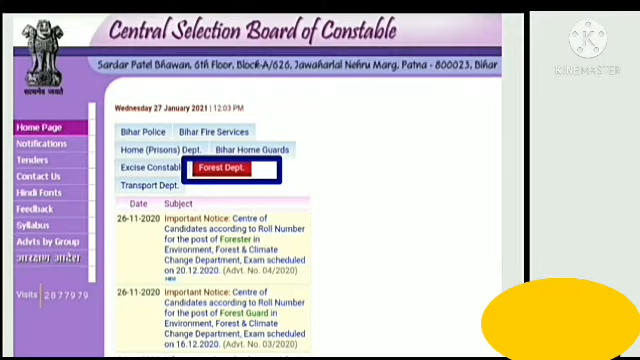 Central Selection Board of Constable
Sardar Patel Bhawan, 6th Floor, Block-A/626, Jawaharlal Nehru Marg, Patna - 800023, Bihar
सत्यमेव जयते
KINEMASTER
Wednesday 27 January 2021 | 12:03 PM
Home Page
Notifications
Tenders
Contact Us
Hindi Fonts
Feedback
Syllabus
Advts by Group
आरक्षण आदेश
Visits 2877979
Bihar Police Bihar Fire Services
Home (Prisons) Dept. Bihar Home Guards
Excise Constabl Forest Dept.
Transport Dept.
Date Subject
26-11-2020 Important Notice: Centre of
Candidates according to Roll Number
for the post of Forester in
Environment, Forest & Climate
Change Department, Exam scheduled
on 20.12.2020. (Advt. No. 04/2020)
26-11-2020 Important Notice: Centre of
Candidates according to Roll Number
for the post of Forest Guard in
Environment, Forest & Climate
Change Department, Exam scheduled
on 16.12.2020. (Advt. No. 03/2020)